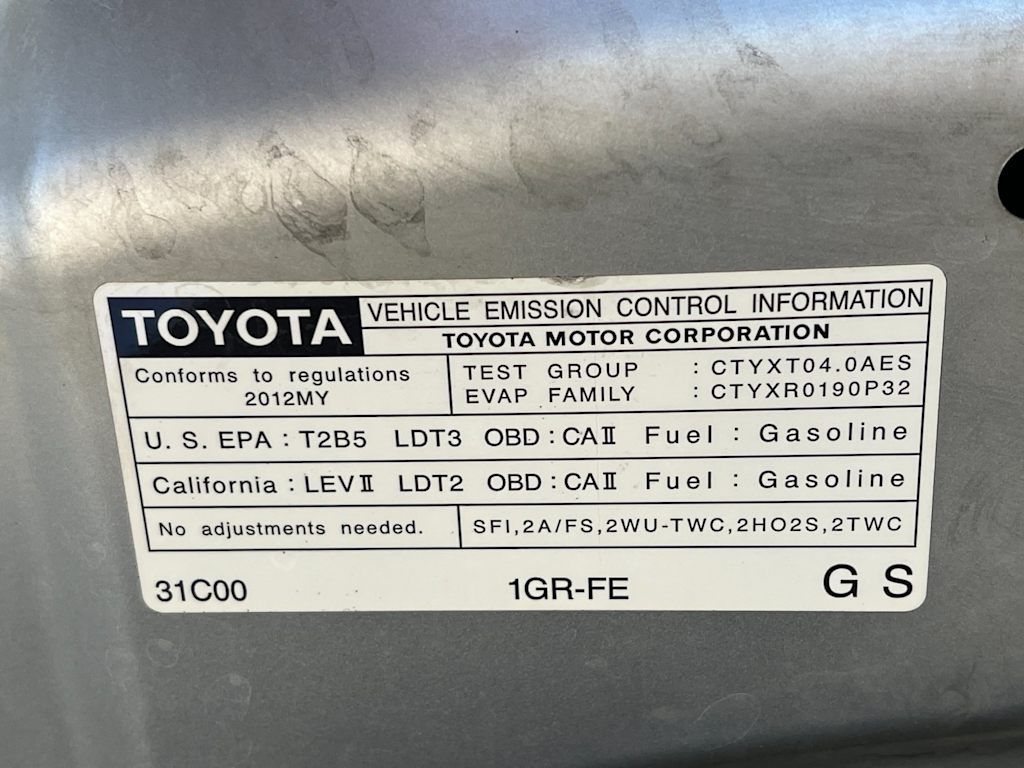 TOYOTA
VEHICLE EMISSION CONTROL INFORMATION
TOYOTA MOTOR CORPORATION
Conforms to regulations
2012MY
TEST GROUP : CTYXT04.0AES
EVAP FAMILY : CTYXR0190P32
U. S. EPA : T2B5 LDT3 OBD : CAⅡ Fuel : Gasoline
California : LEVⅡ LDT2 OBD : CAⅡ Fuel : Gasoline
No adjustments needed.
SFI,2A/FS,2WU-TWC,2HO2S,2TWC
31C00 1GR-FE G S